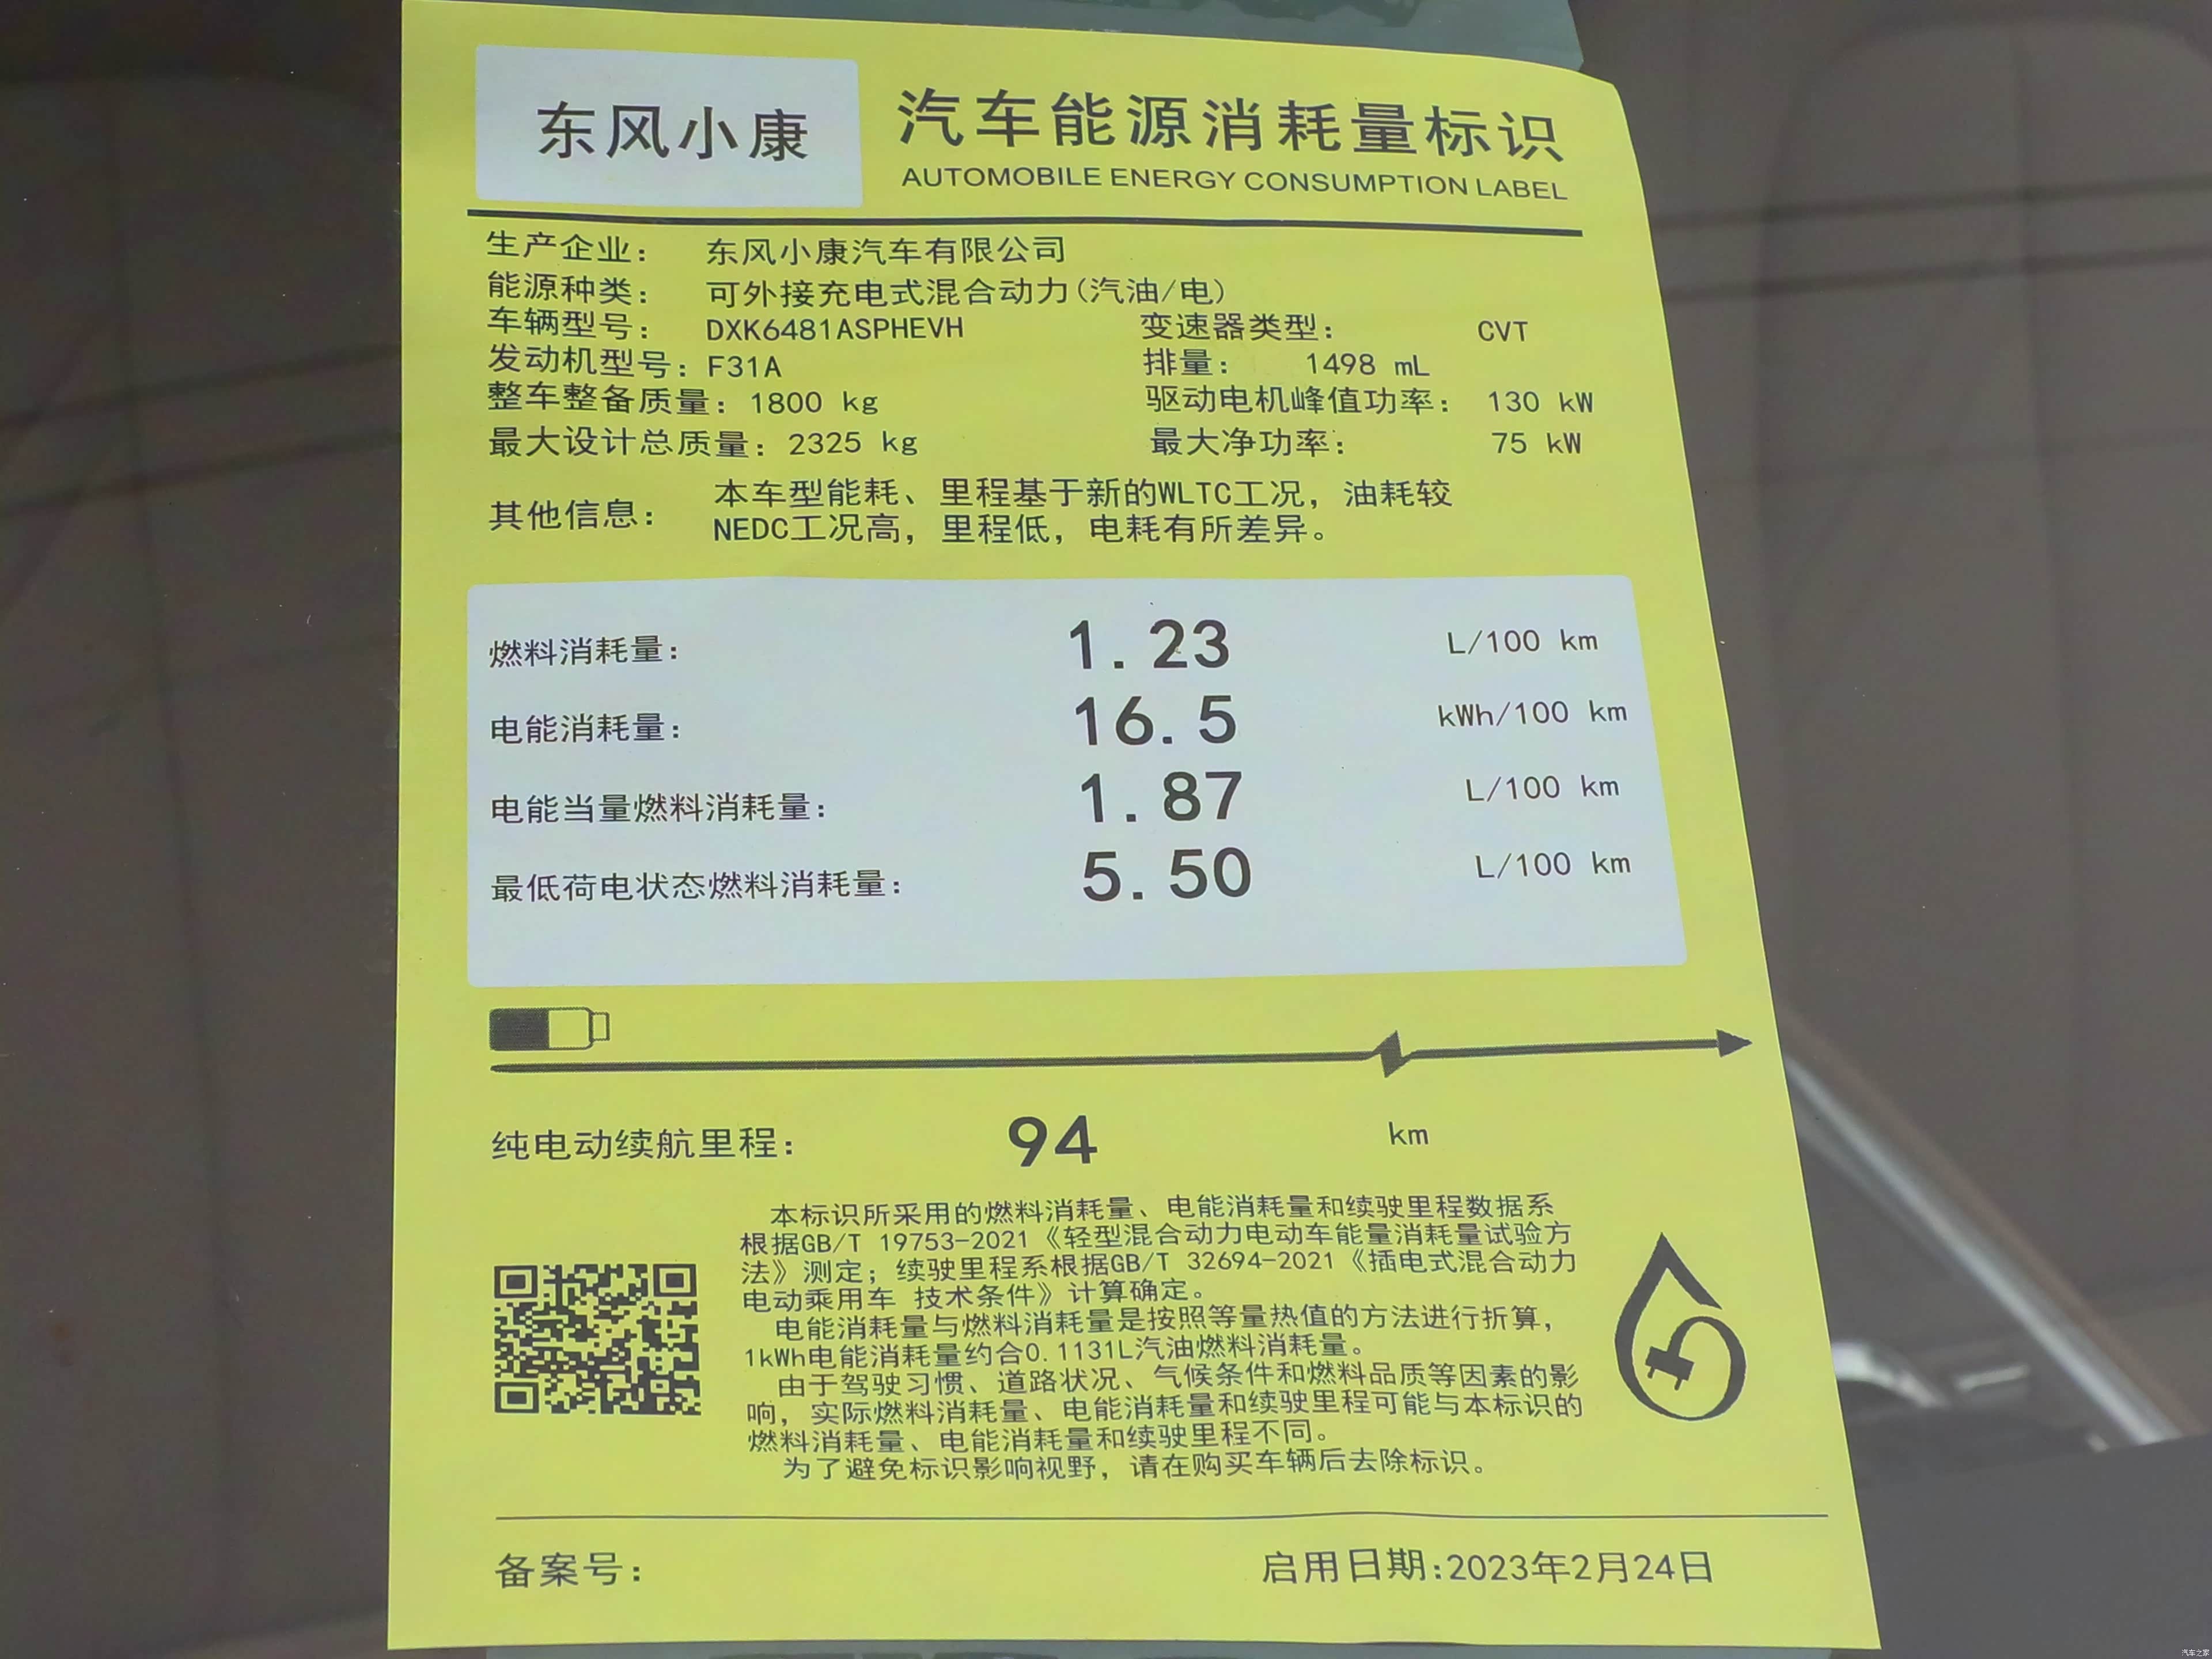 东风小康
汽车能源消耗量标识
AUTOMOBILE ENERGY CONSUMPTION LABEL
生产企业： 东风小康汽车有限公司
能源种类： 可外接充电式混合动力(汽油/电)
车辆型号： DXK6481ASPHEVH 变速器类型： CVT
发动机型号：F31A 排量： 1498 mL
整车整备质量：1800 kg 驱动电机峰值功率： 130 kW
最大设计总质量：2325 kg 最大净功率： 75 kW
其他信息： 本车型能耗、里程基于新的WLTC工况，油耗较
NEDC工况高，里程低，电耗有所差异。
燃料消耗量： 1.23 L/100 km
电能消耗量： 16.5 kWh/100 km
电能当量燃料消耗量： 1.87 L/100 km
最低荷电状态燃料消耗量： 5.50 L/100 km
纯电动续航里程： 94 km
本标识所采用的燃料消耗量、电能消耗量和续驶里程数据系
根据GB/T 19753-2021《轻型混合动力电动车能量消耗量试验方
法》测定；续驶里程系根据GB/T 32694-2021《插电式混合动力
电动乘用车 技术条件》计算确定。
电能消耗量与燃料消耗量是按照等量热值的方法进行折算，
1kWh电能消耗量约合0.1131L汽油燃料消耗量。
由于驾驶习惯、道路状况、气候条件和燃料品质等因素的影
响，实际燃料消耗量、电能消耗量和续驶里程可能与本标识的
燃料消耗量、电能消耗量和续驶里程不同。
为了避免标识影响视野，请在购买车辆后去除标识。
备案号： 启用日期:2023年2月24日
汽车之家